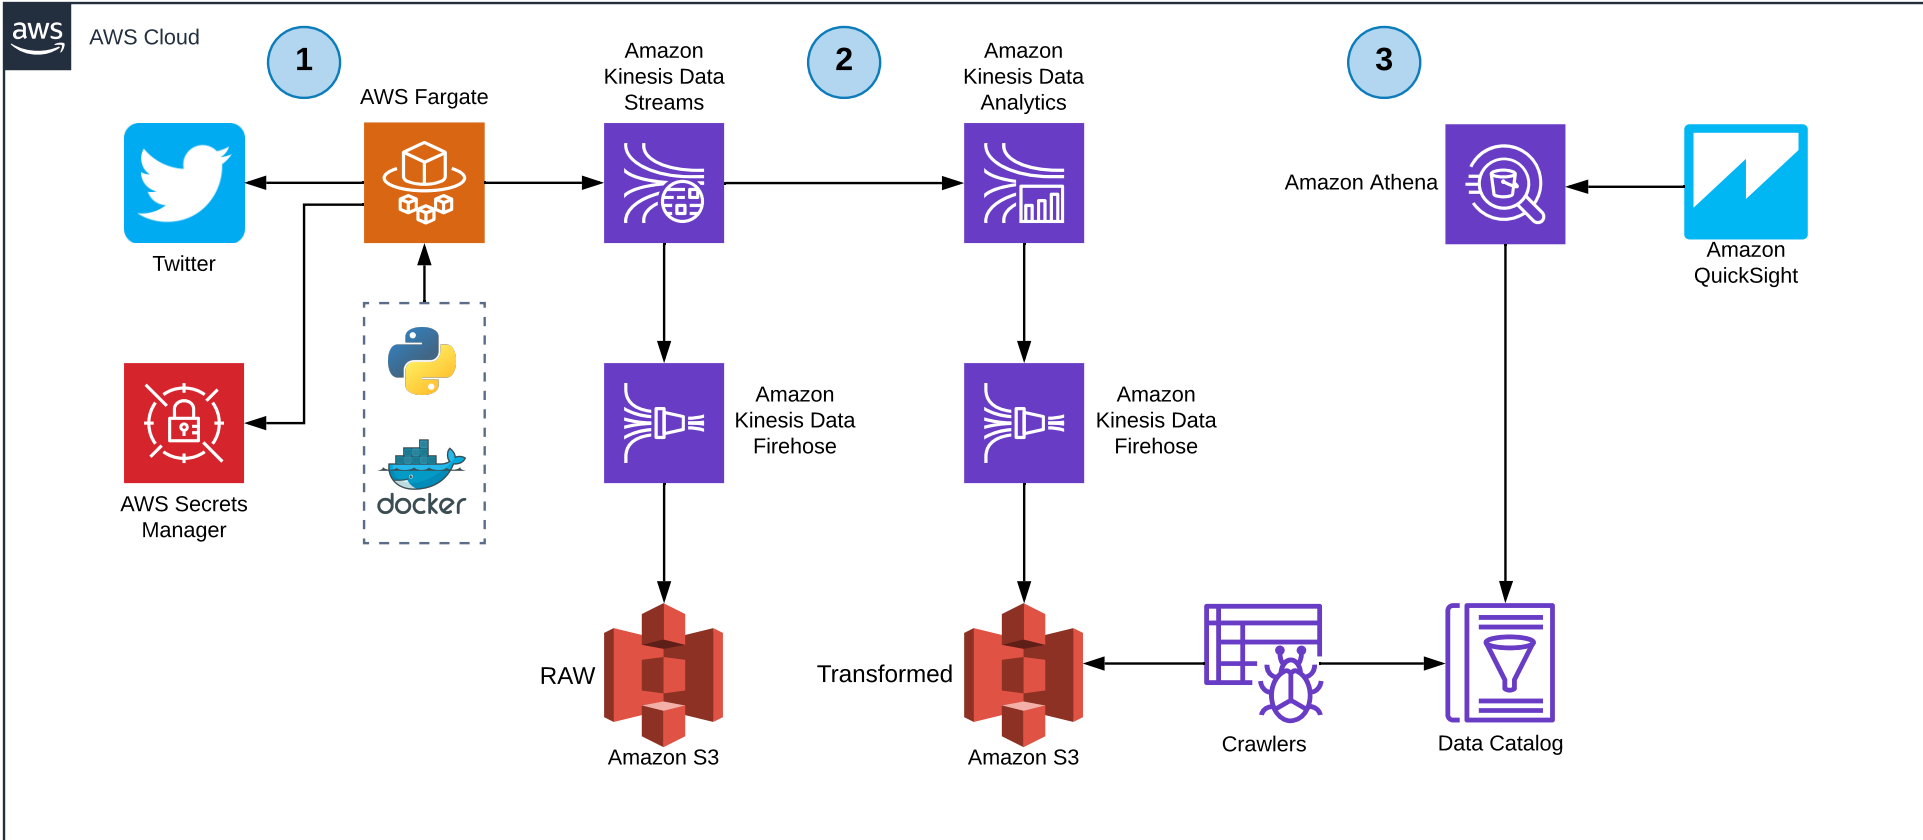 aws
AWS Cloud
1
2
3
Amazon
Kinesis Data
Streams
Amazon
Kinesis Data
Analytics
AWS Fargate
Amazon Athena
Twitter
Amazon
QuickSight
Amazon
Kinesis Data
Firehose
Amazon
Kinesis Data
Firehose
docker
AWS Secrets
Manager
RAW
Transformed
Amazon S3
Amazon S3
Crawlers
Data Catalog